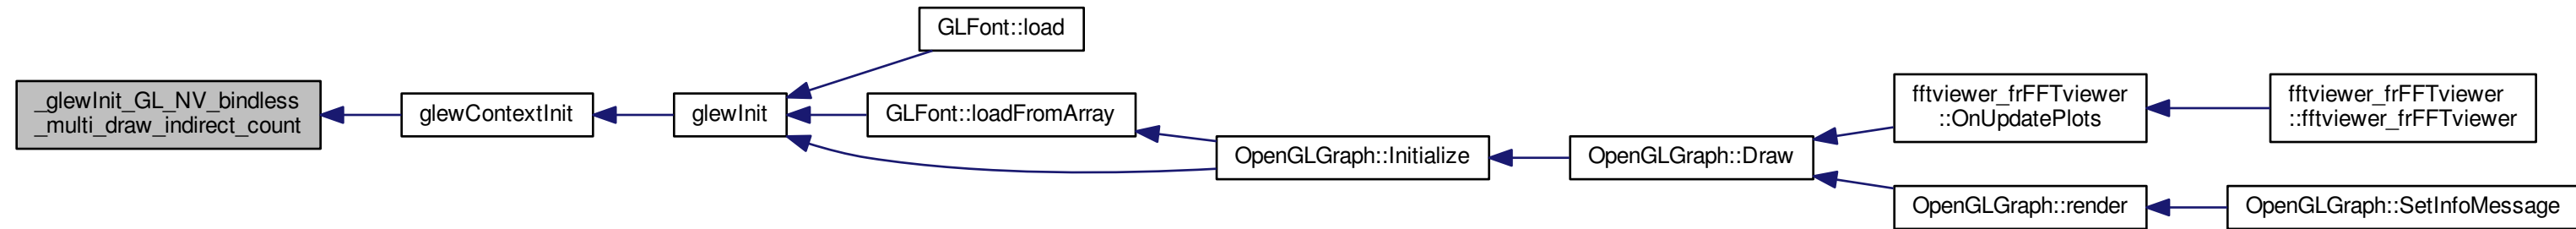 _glewInit_GL_NV_bindless
_multi_draw_indirect_count
glewContextInit
glewInit
GLFont::load
GLFont::loadFromArray
OpenGLGraph::Initialize
OpenGLGraph::Draw
fftviewer_frFFTviewer
::OnUpdatePlots
fftviewer_frFFTviewer
::fftviewer_frFFTviewer
OpenGLGraph::render
OpenGLGraph::SetInfoMessage